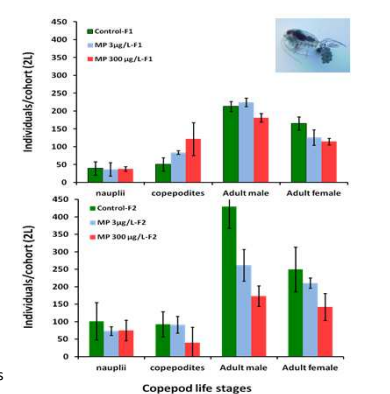 450
400
350
300
250
200
150
100
50
0
Individuals/cohort (2L)
Control-F1
MP 3µg/L-F1
MP 300 µg/L-F1
nauplii copepodites Adult male Adult female
450
400
350
300
250
200
150
100
50
0
Individuals/cohort (2L)
Control-F2
MP 3µg/L-F2
MP 300 µg/L-F2
nauplii copepodites Adult male Adult female
s
Copepod life stages